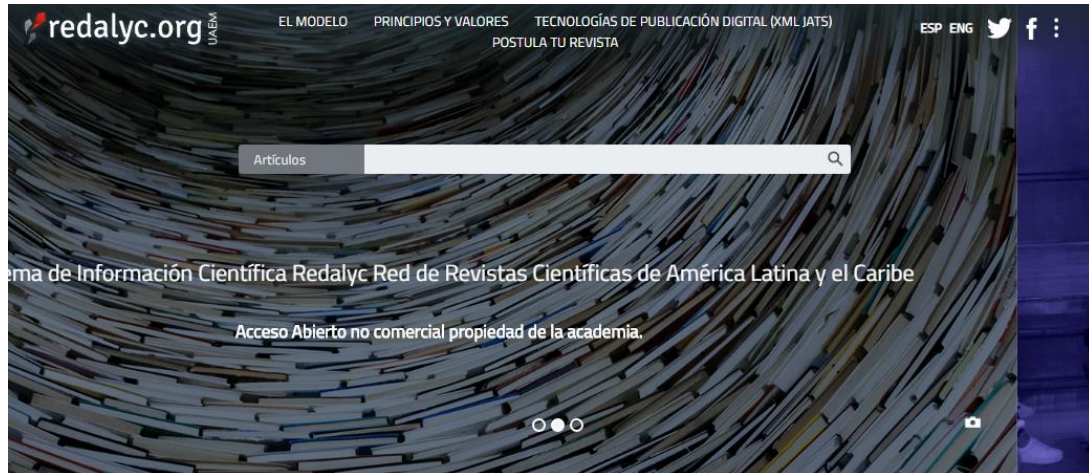 redalyc.org UAEM
EL MODELO PRINCIPIOS Y VALORES TECNOLOGÍAS DE PUBLICACIÓN DIGITAL (XML JATS)
POSTULA TU REVISTA
ESP ENG
Artículos
ema de Información Científica Redalyc Red de Revistas Científicas de América Latina y el Caribe
Acceso Abierto no comercial propiedad de la academia.